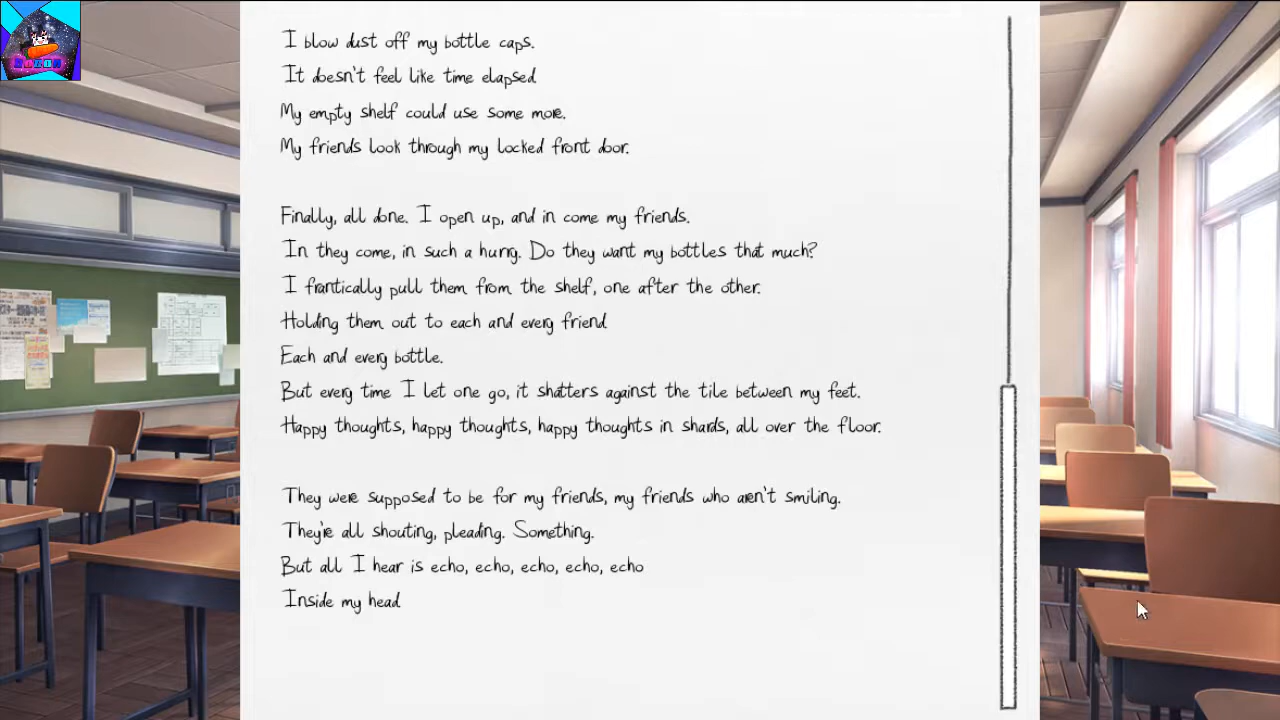 I blow dust off my bottle caps.
It doesn't feel like time elapsed
My empty shelf could use some more.
My friends look through my locked front door.
Finally, all done. I open up, and in come my friends.
In they come, in such a hurry. Do they want my bottles that much?
I frantically pull them from the shelf, one after the other.
Holding them out to each and every friend
Each and every bottle.
But every time I let one go, it shatters against the tile between my feet.
Happy thoughts, happy thoughts, happy thoughts in shards, all over the floor.
They were supposed to be for my friends, my friends who aren't smiling.
They're all shouting, pleading. Something.
But all I hear is echo, echo, echo, echo, echo
Inside my head